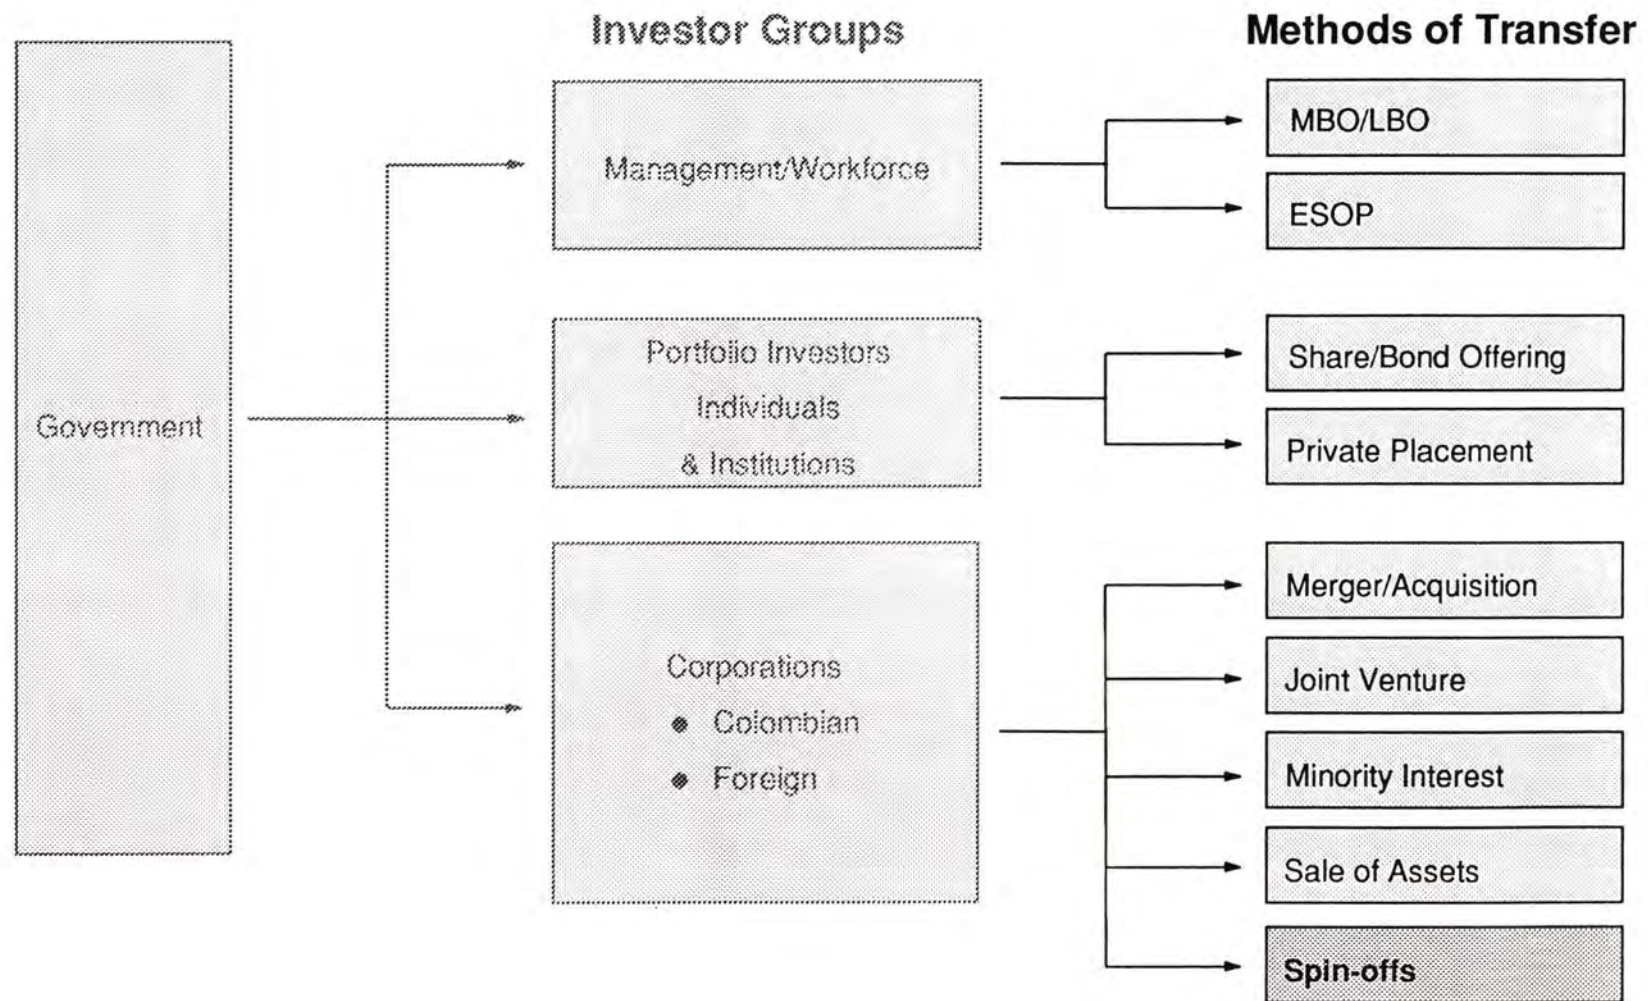 Investor Groups
Methods of Transfer
Government
Management/Workforce
MBO/LBO
ESOP
Portfolio Investors
Individuals
& Institutions
Share/Bond Offering
Private Placement
Corporations
● Colombian
● Foreign
Merger/Acquisition
Joint Venture
Minority Interest
Sale of Assets
Spin-offs